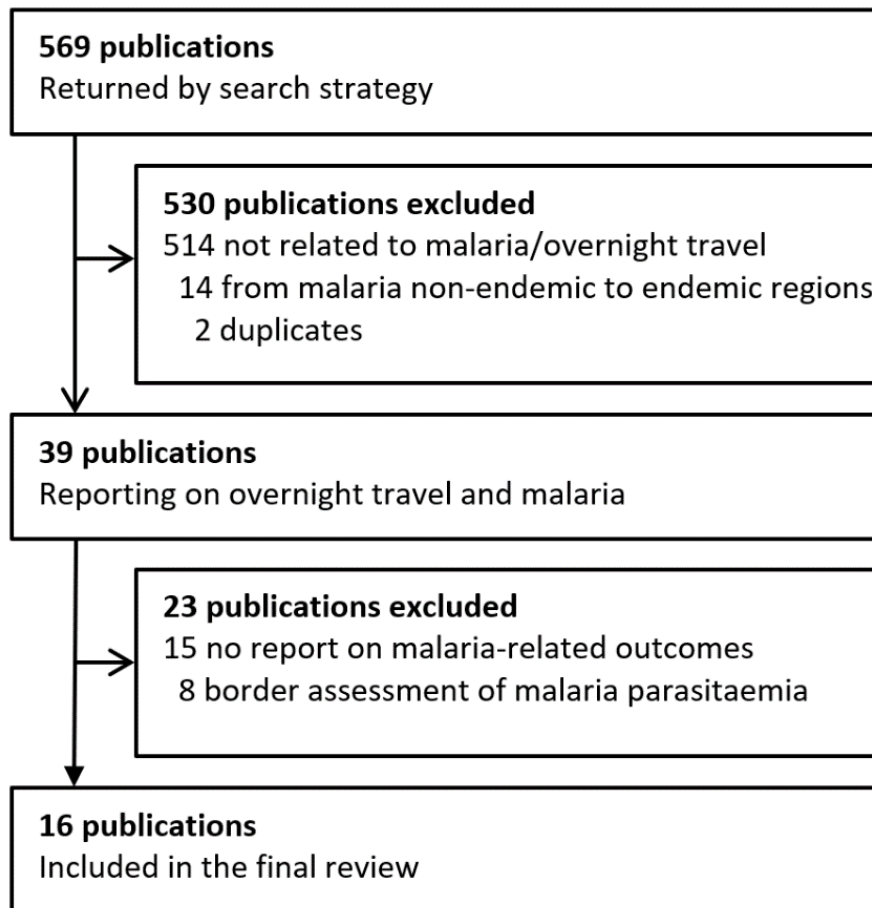 569 publications
Returned by search strategy
530 publications excluded
514 not related to malaria/overnight travel
14 from malaria non-endemic to endemic regions
2 duplicates
39 publications
Reporting on overnight travel and malaria
23 publications excluded
15 no report on malaria-related outcomes
8 border assessment of malaria parasitaemia
16 publications
Included in the final review